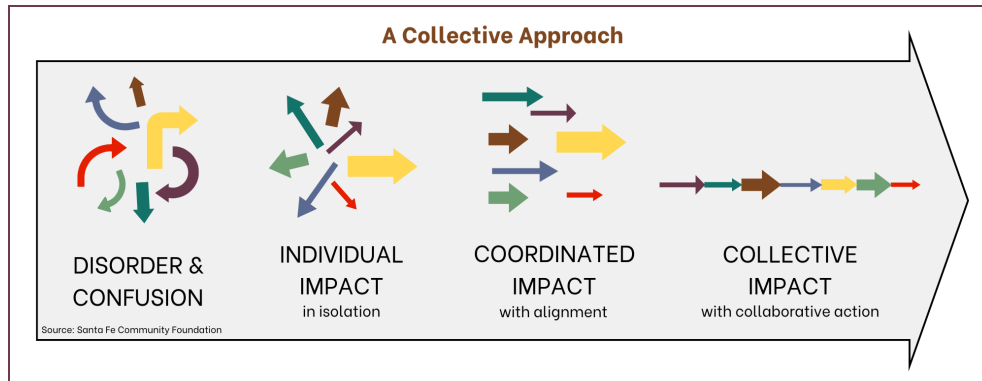 A Collective Approach
DISORDER &
CONFUSION
Source: Santa Fe Community Foundation
INDIVIDUAL
IMPACT
in isolation
COORDINATED
IMPACT
with alignment
COLLECTIVE
IMPACT
with collaborative action